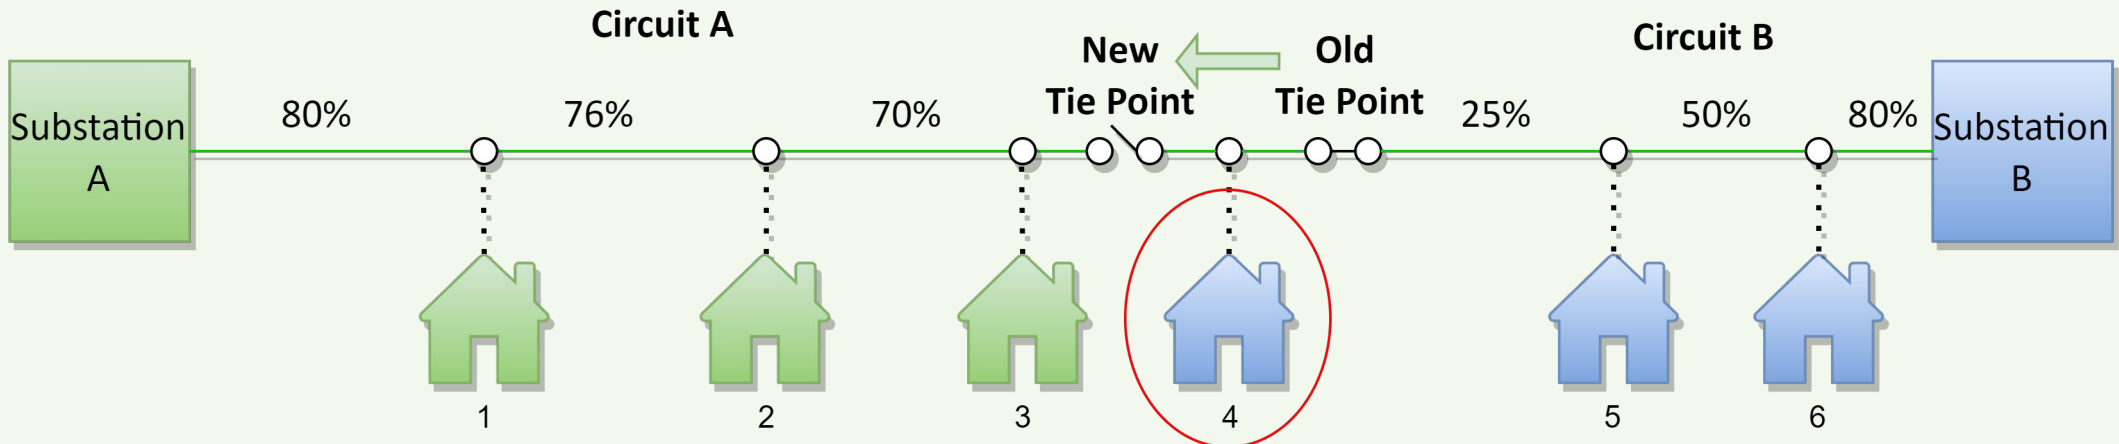 Circuit A
New
Tie Point
Old
Tie Point
Circuit B
Substation
A
80%
76%
70%
25%
50%
80%
Substation
B
1
2
3
4
5
6